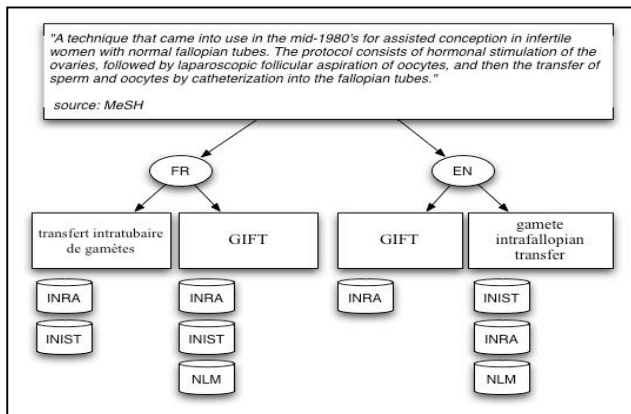 "A technique that came into use in the mid-1980's for assisted conception in infertile
women with normal fallopian tubes. The protocol consists of hormonal stimulation of the
ovaries, followed by laparoscopic follicular aspiration of oocytes, and then the transfer of
sperm and oocytes by catheterization into the fallopian tubes."
source: MeSH
FR
EN
transfert intratubaire
de gamètes
GIFT
GIFT
gamete
intrafallopian
transfer
INRA
INIST
INRA
INIST
NLM
INRA
INIST
INRA
NLM